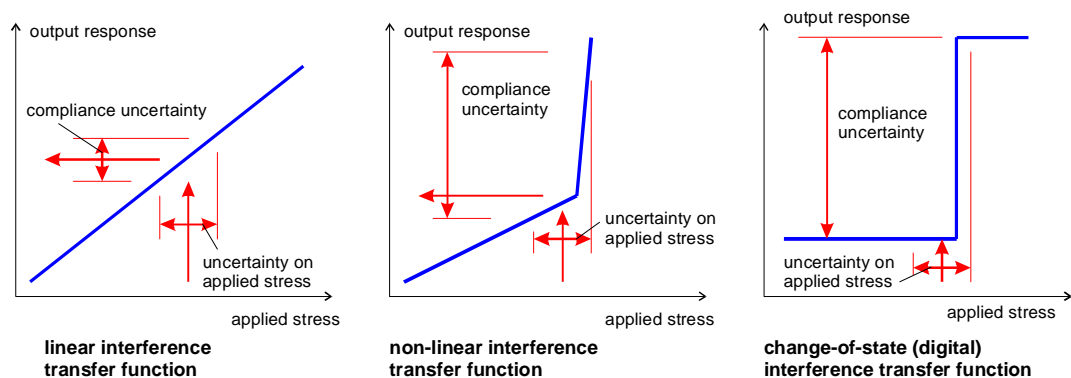 output response
compliance uncertainty
uncertainty on
applied stress
applied stress
linear interference
transfer function
output response
compliance
uncertainty
uncertainty on
applied stress
applied stress
non-linear interference
transfer function
output response
compliance
uncertainty
uncertainty on
applied stress
applied stress
change-of-state (digital)
interference transfer function